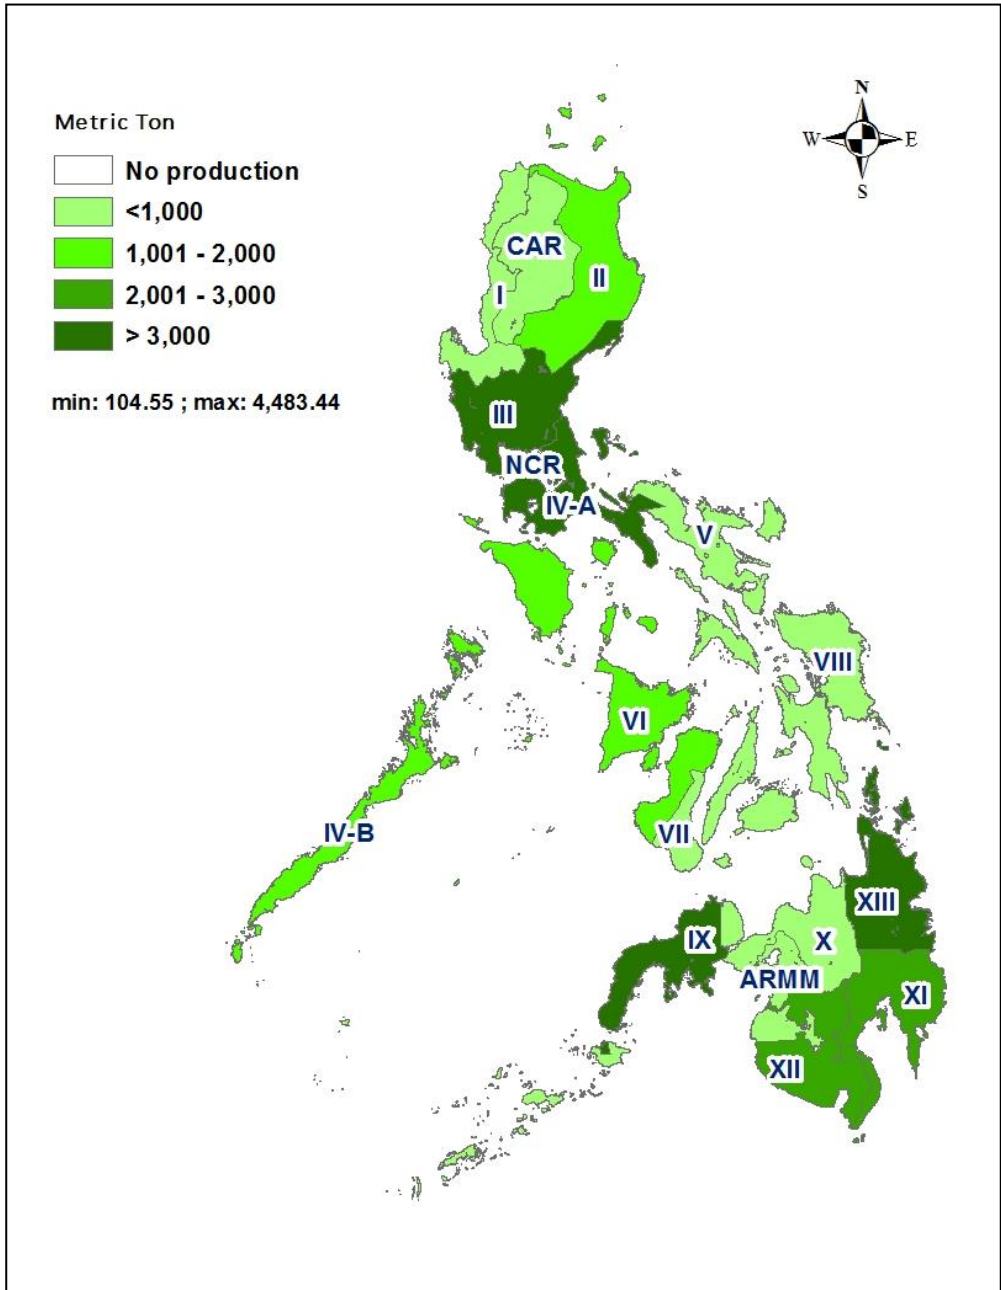 N
W E
S
Metric Ton
No production
<1,000
1,001 - 2,000
2,001 - 3,000
> 3,000
min: 104.55 ; max: 4,483.44
CAR
II
I
III
NCR
IV-A
V
VIII
VI
IV-B
VII
XIII
IX
X
ARMM
XI
XII